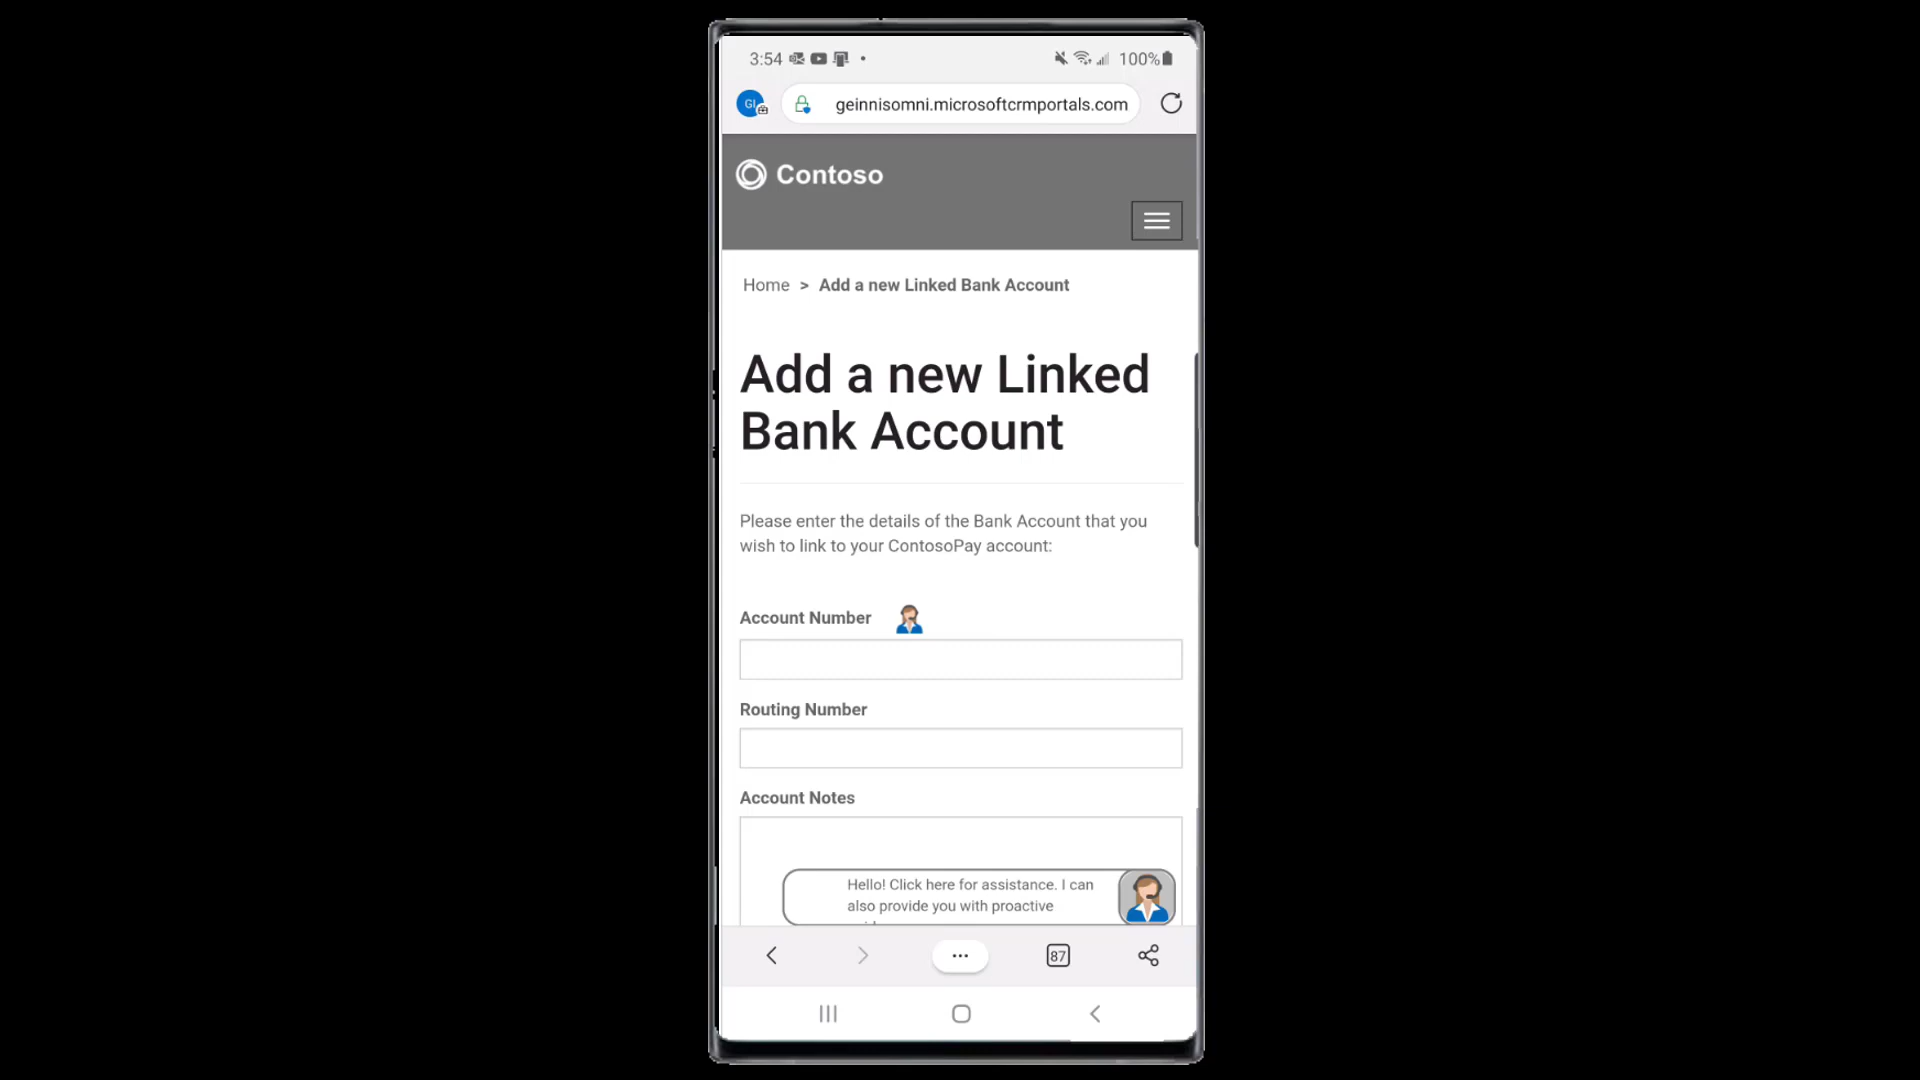 3:54
100%
GI
geinnisomni.microsoftcrmportals.com
Contoso
Home > Add a new Linked Bank Account
Add a new Linked
Bank Account
Please enter the details of the Bank Account that you
wish to link to your ContosoPay account:
Account Number
Routing Number
Account Notes
Hello! Click here for assistance. I can
also provide you with proactive
87